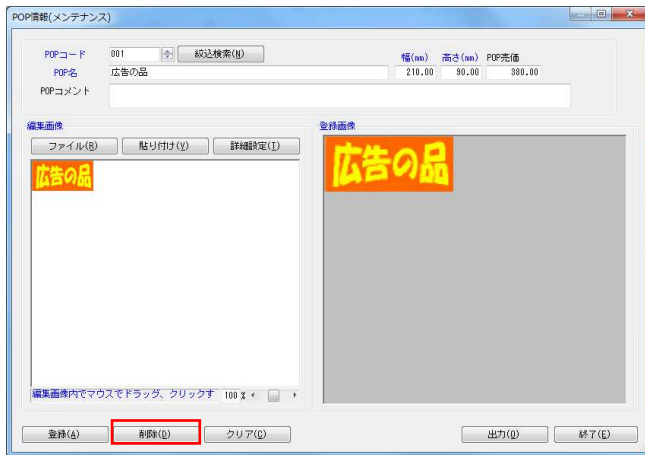 POP情報(メンテナンス)
POPコード 001 絞込検索(N) 幅(mm) 高さ(mm) POP売価
POP名 広告の品 210.00 90.00 380.00
POPコメント
編集画像 登録画像
ファイル(R) 貼り付け(V) 詳細設定(I)
広告の品 広告の品
編集画像内でマウスでドラッグ、クリックす 100 %
登録(A) 削除(D) クリア(C) 出力(O) 終了(E)